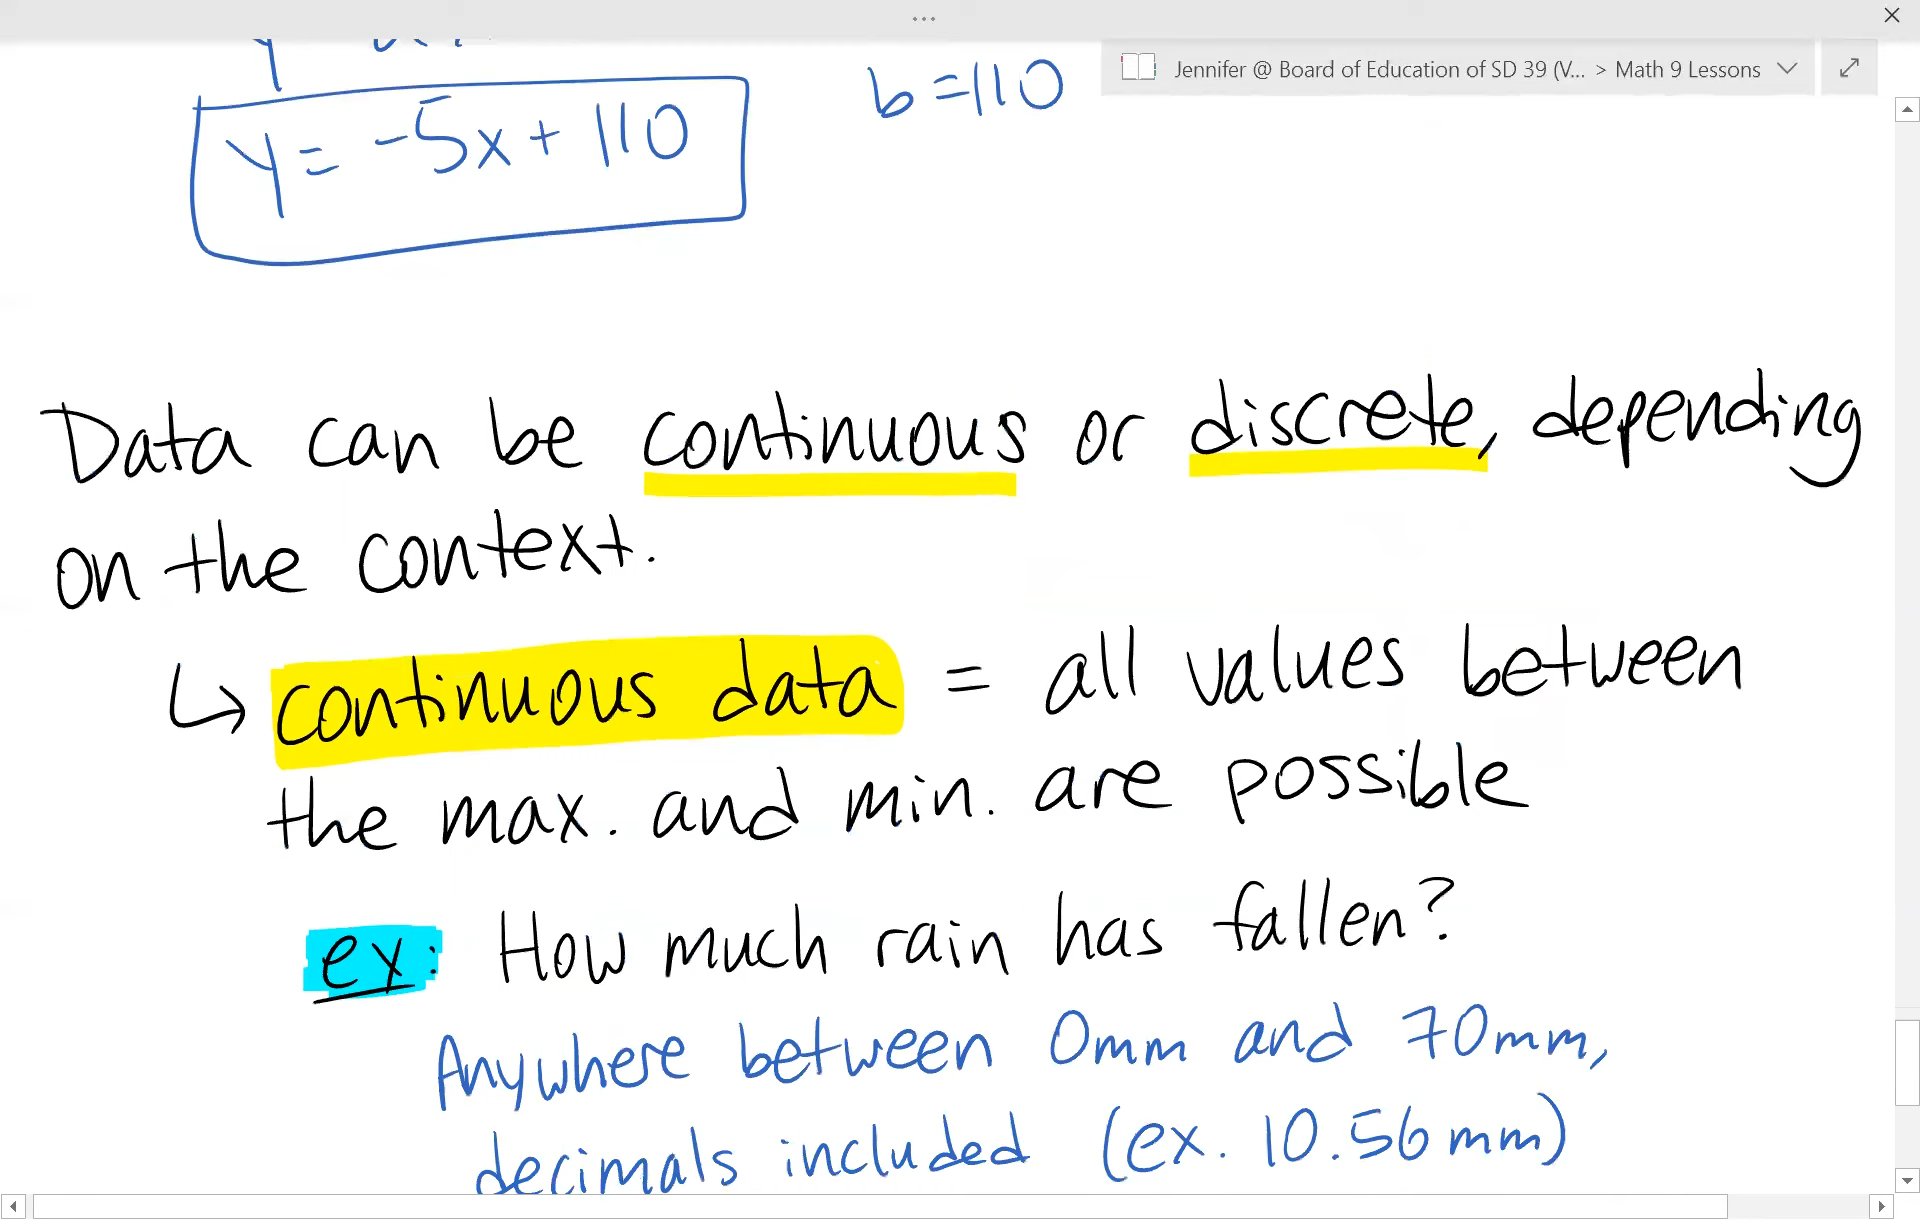 Jennifer @ Board of Education of SD 39 (V... > Math 9 Lessons
b = 110
y = -5x + 110
Data can be continuous or discrete, depending
on the context.
↳ continuous data = all values between
the max. and min. are possible
ex: How much rain has fallen?
Anywhere between 0mm and 70mm,
decimals included (ex. 10.56mm)